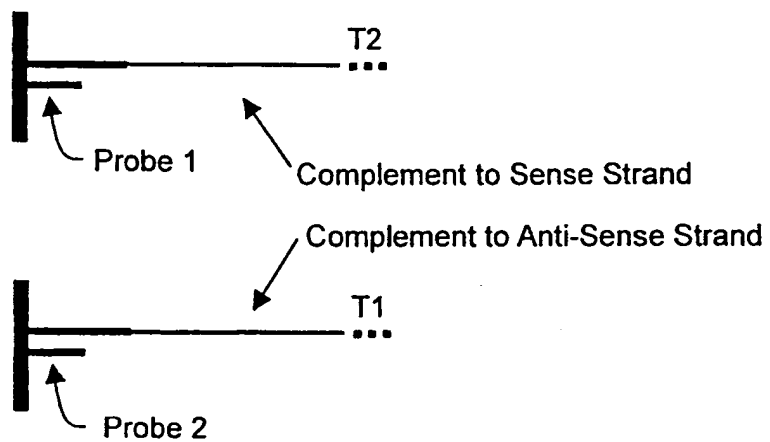 T2
Probe 1
Complement to Sense Strand
Complement to Anti-Sense Strand
T1
Probe 2